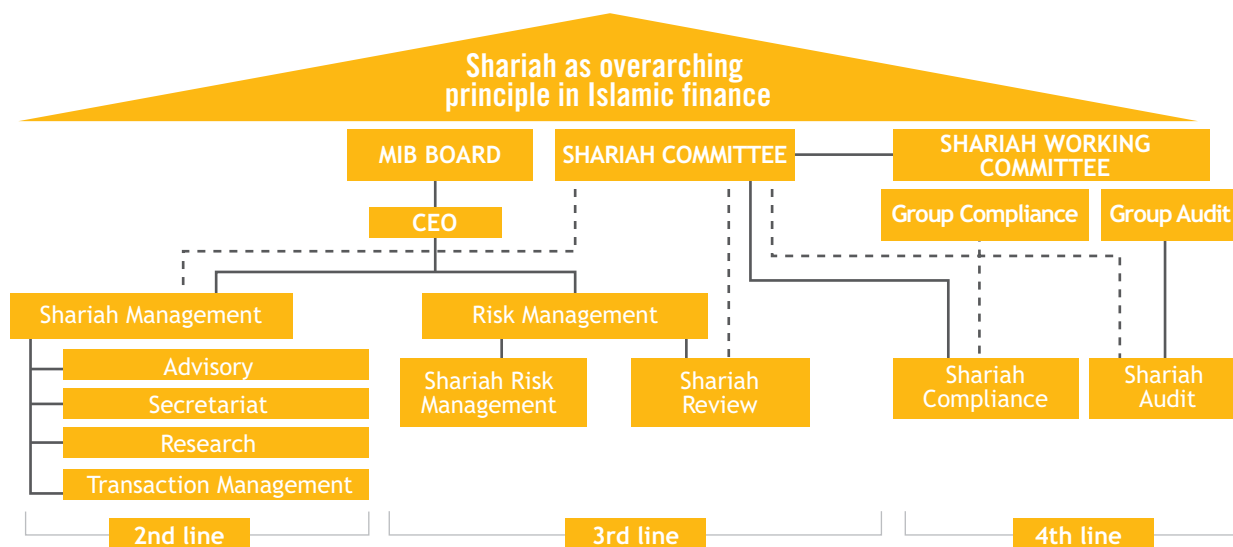 Shariah as overarching
principle in Islamic finance
MIB BOARD
SHARIAH COMMITTEE
SHARIAH WORKING
COMMITTEE
CEO
Group Compliance
Group Audit
Shariah Management
Risk Management
Advisory
Secretariat
Research
Transaction Management
Shariah Risk
Management
Shariah
Review
Shariah
Compliance
Shariah
Audit
2nd line
3rd line
4th line